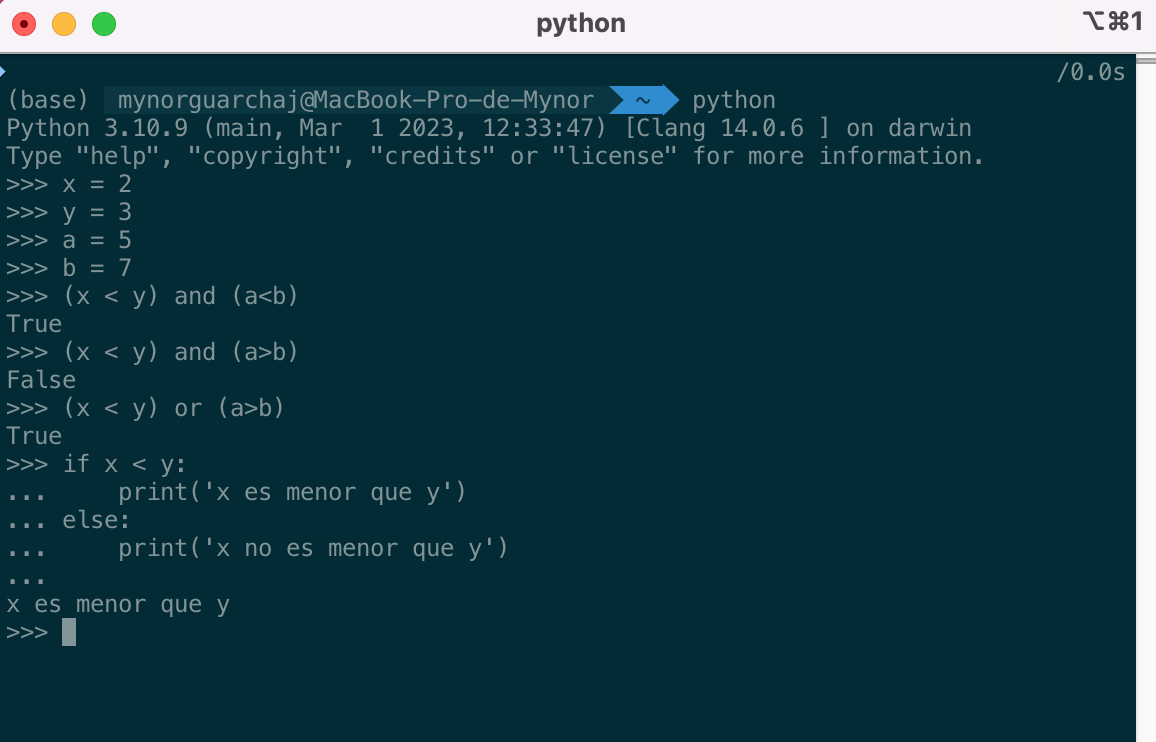 python
⌥⌘1
/0.0s
(base) mynorguarchaj@MacBook-Pro-de-Mynor ~ python
Python 3.10.9 (main, Mar  1 2023, 12:33:47) [Clang 14.0.6 ] on darwin
Type "help", "copyright", "credits" or "license" for more information.
>>> x = 2
>>> y = 3
>>> a = 5
>>> b = 7
>>> (x < y) and (a<b)
True
>>> (x < y) and (a>b)
False
>>> (x < y) or (a>b)
True
>>> if x < y:
...     print('x es menor que y')
... else:
...     print('x no es menor que y')
...
x es menor que y
>>>